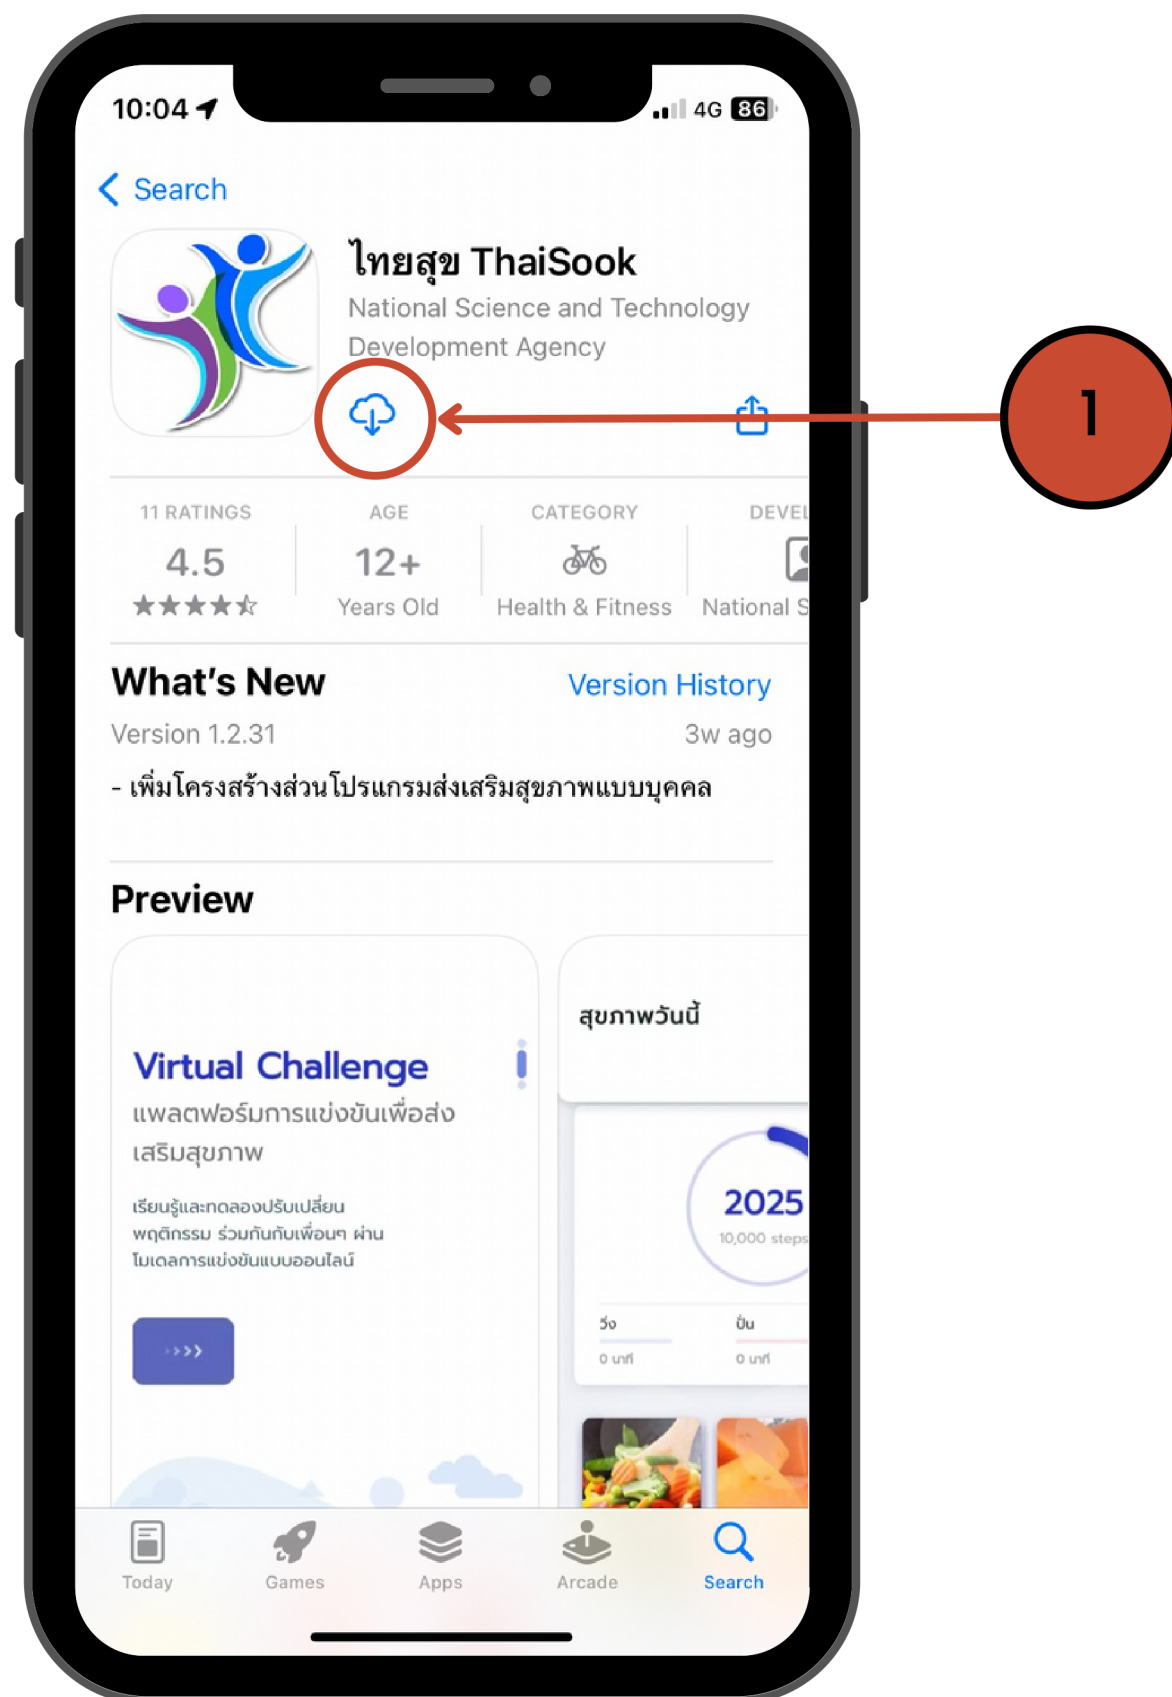 10:04
4G 86
Search
ไทยสุข ThaiSook
National Science and Technology
Development Agency
1
11 RATINGS
4.5
AGE
12+
Years Old
CATEGORY
Health & Fitness
DEVEL
National S
What's New
Version History
Version 1.2.31
3w ago
- เพิ่มโครงสร้างส่วนโปรแกรมส่งเสริมสุขภาพแบบบุคคล
Preview
Virtual Challenge
แพลตฟอร์มการแข่งขันเพื่อส่ง
เสริมสุขภาพ
เรียนรู้และทดลองปรับเปลี่ยน
พฤติกรรม ร่วมกันกับเพื่อนๆ ผ่าน
โมเดลการแข่งขันแบบออนไลน์
สุขภาพวันนี้
2025
10,000 steps
วิ่ง
0 นาที
ปั่น
0 นาที
Today
Games
Apps
Arcade
Search